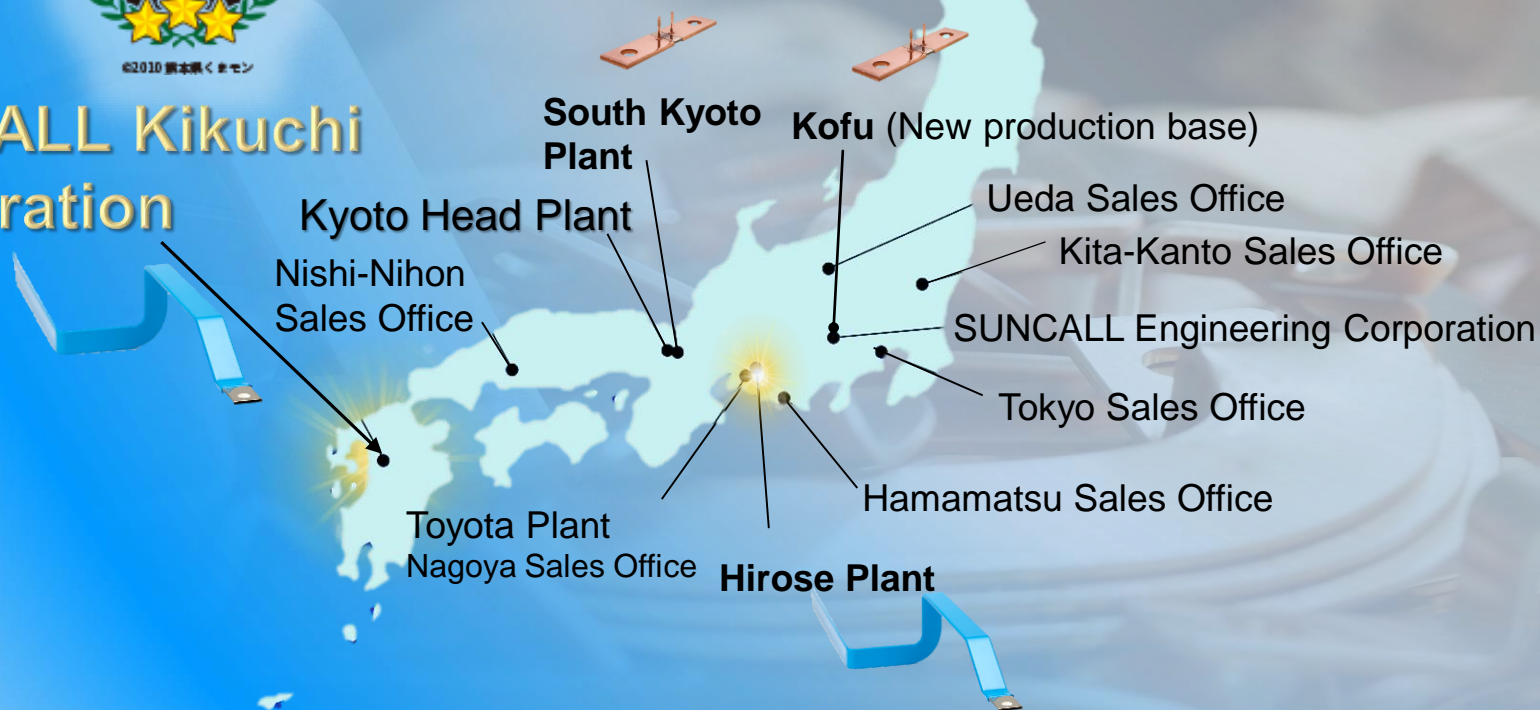 ©2010 熊本県くまモン
ALL Kikuchi
ration
South Kyoto
Plant
Kofu (New production base)
Kyoto Head Plant
Ueda Sales Office
Nishi-Nihon
Sales Office
Kita-Kanto Sales Office
SUNCALL Engineering Corporation
Tokyo Sales Office
Hamamatsu Sales Office
Toyota Plant
Nagoya Sales Office
Hirose Plant